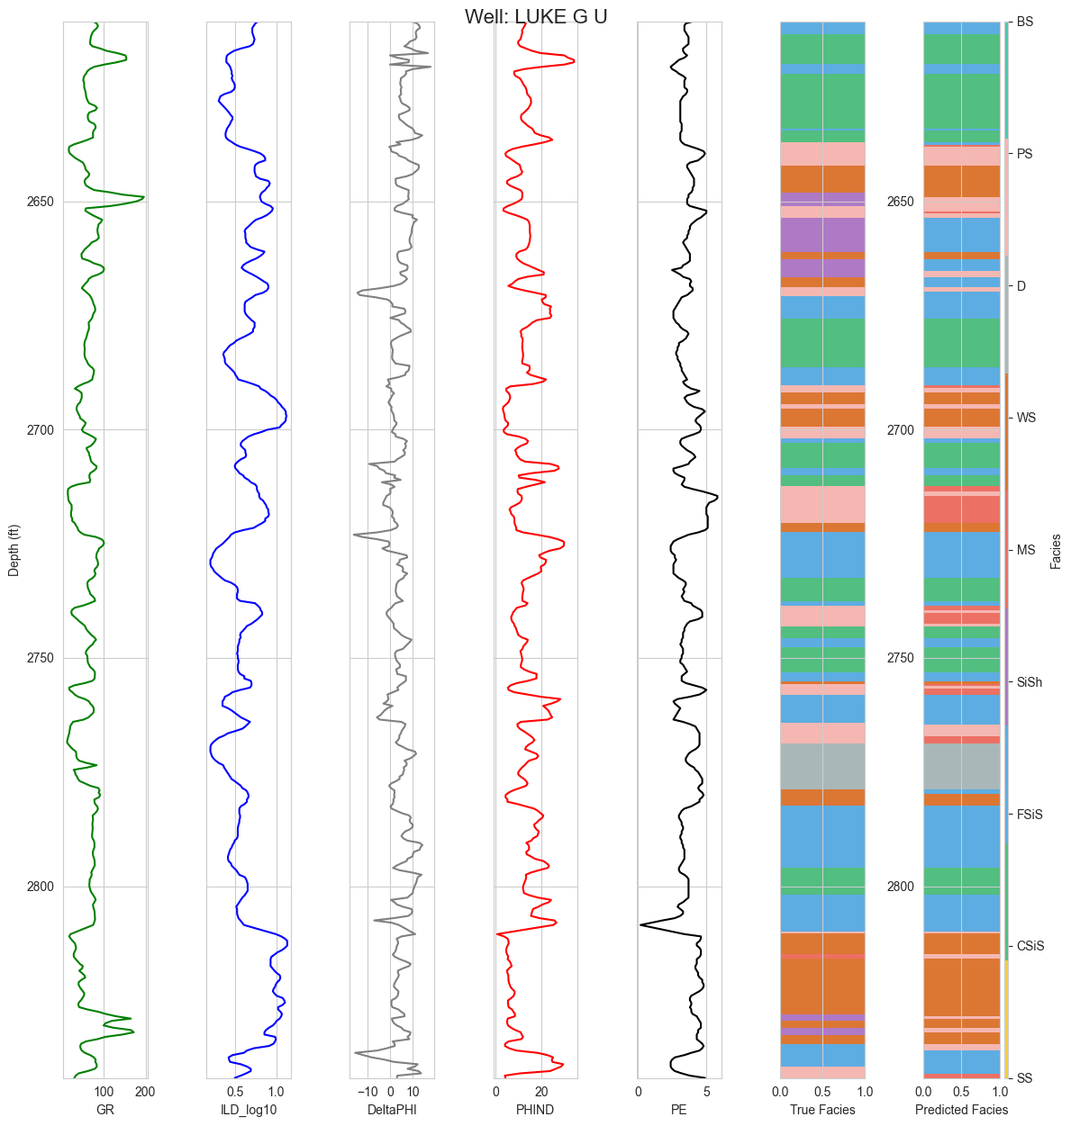 Well: LUKE G U
Depth (ft)
2650
2700
2750
2800
2650
2700
2750
2800
BS
PS
D
WS
MS
SiSh
FSiS
CSiS
SS
Facies
100 200
0.5 1.0
−10 0 10
0 20
0 5
0.0 0.5 1.0
0.0 0.5 1.0
GR
ILD_log10
DeltaPHI
PHIND
PE
True Facies
Predicted Facies